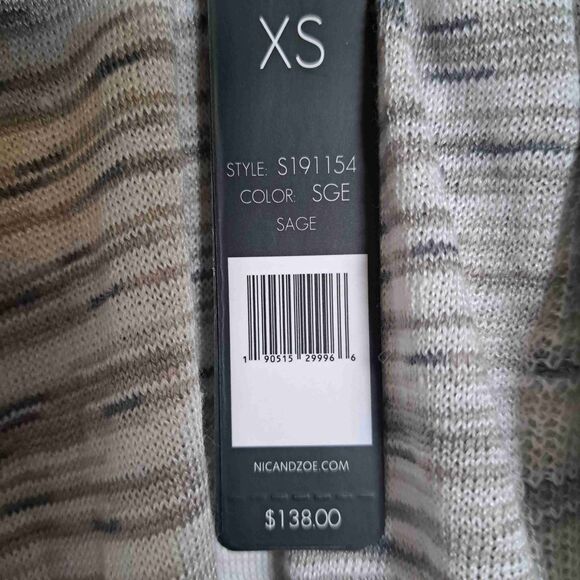 XS
STYLE: S191154
COLOR: SGE
SAGE
1 90515 29996 6
NICANDZOE.COM
$138.00